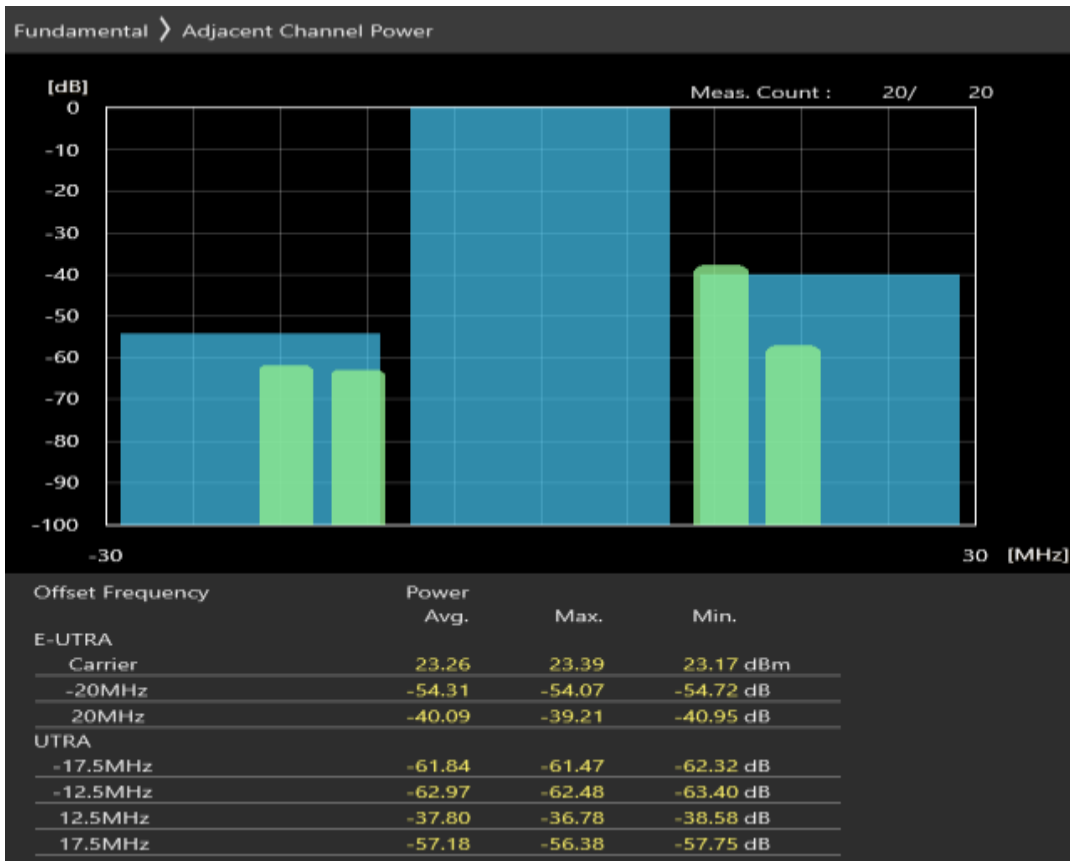 Fundamental ❯ Adjacent Channel Power
[dB]
Meas. Count : 20/ 20
0
-10
-20
-30
-40
-50
-60
-70
-80
-90
-100
-30 30 [MHz]
Offset Frequency Power
Avg. Max. Min.
E-UTRA
Carrier 23.26 23.39 23.17 dBm
-20MHz -54.31 -54.07 -54.72 dB
20MHz -40.09 -39.21 -40.95 dB
UTRA
-17.5MHz -61.84 -61.47 -62.32 dB
-12.5MHz -62.97 -62.48 -63.40 dB
12.5MHz -37.80 -36.78 -38.58 dB
17.5MHz -57.18 -56.38 -57.75 dB